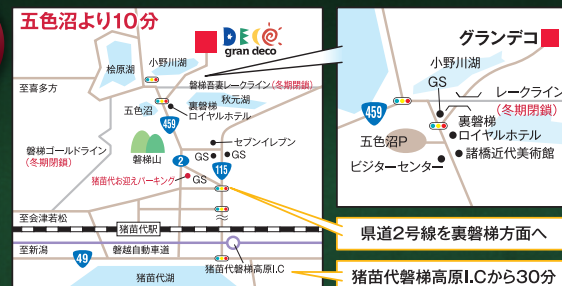 五色沼より10分
DECO
gran deco
桧原湖
小野川湖
至喜多方
磐梯吾妻レークライン(冬期閉鎖)
秋元湖
五色沼
裏磐梯
ロイヤルホテル
459
磐梯ゴールドライン
(冬期閉鎖)
磐梯山
2
セブンイレブン
GS
GS
115
猪苗代お迎えパーキング
GS
至会津若松
猪苗代駅
至新潟
磐越自動車道
49
猪苗代磐梯高原I.C
猪苗代湖
グランデコ
小野川湖
GS
レークライン
(冬期閉鎖)
459
裏磐梯
ロイヤルホテル
五色沼P
諸橋近代美術館
ビジターセンター
県道2号線を裏磐梯方面へ
猪苗代磐梯高原I.Cから30分